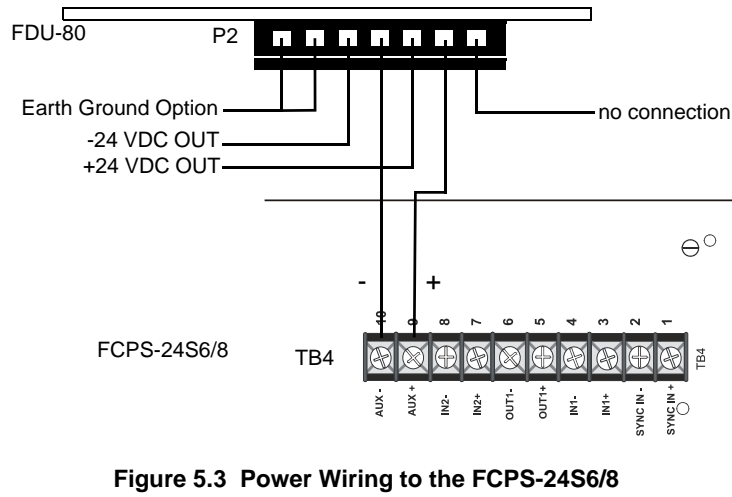 FDU-80
P2
Earth Ground Option
no connection
-24 VDC OUT
+24 VDC OUT
- +
10 9 8 7 6 5 4 3 2 1
FCPS-24S6/8
TB4
TB4
AUX - AUX + IN2- IN2+ OUT1- OUT1+ IN1- IN1+ SYNC IN - SYNC IN +
Figure 5.3 Power Wiring to the FCPS-24S6/8